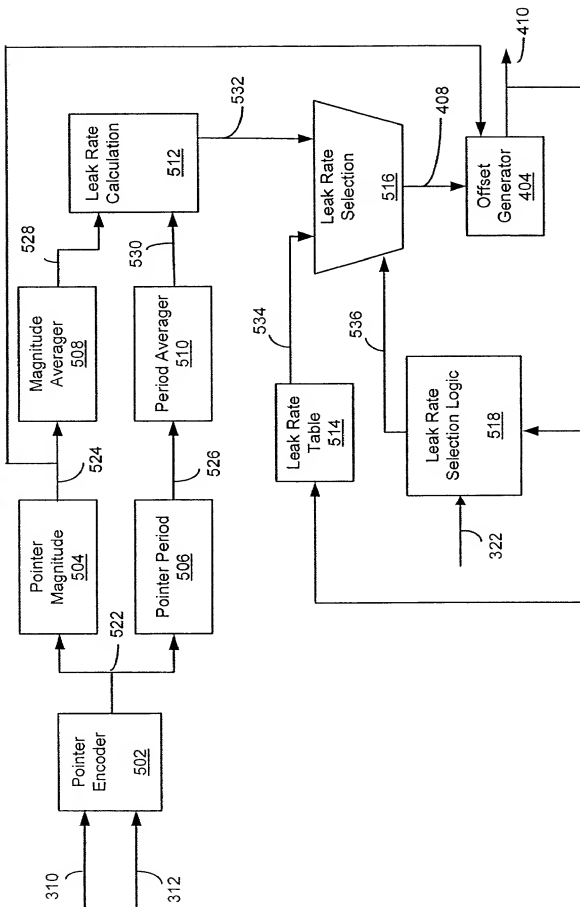 310
312
Pointer
Encoder
502
522
Pointer
Magnitude
504
Pointer Period
506
524
526
Magnitude
Averager
508
Period Averager
510
528
530
Leak Rate
Calculation
512
532
Leak Rate
Table
514
534
Leak Rate
Selection
516
322
Leak Rate
Selection Logic
518
536
408
Offset
Generator
404
410